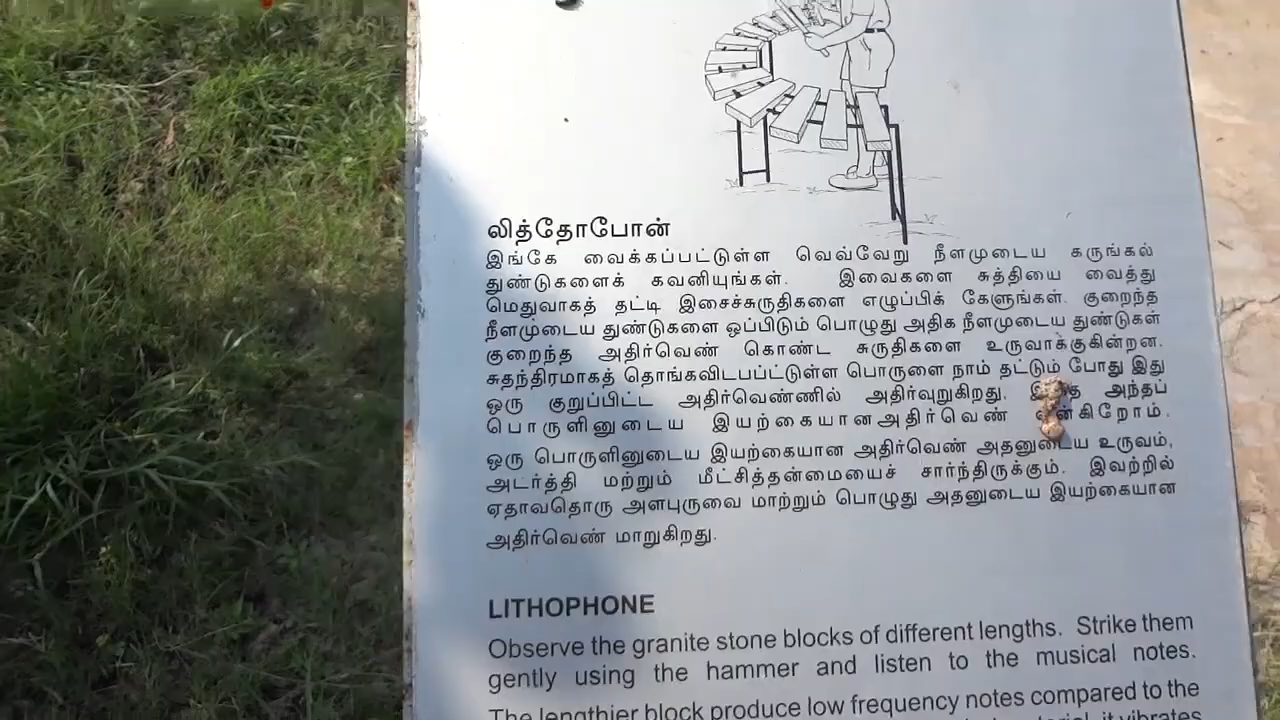 லித்தோபோன்
இங்கே வைக்கப்பட்டுள்ள வெவ்வேறு நீளமுடைய கருங்கல்
துண்டுகளைக் கவனியுங்கள். இவைகளை சுத்தியை வைத்து
மெதுவாகத் தட்டி இசைச்சுருதிகளை எழுப்பிக் கேளுங்கள். குறைந்த
நீளமுடைய துண்டுகளை ஒப்பிடும் பொழுது அதிக நீளமுடைய துண்டுகள்
குறைந்த அதிர்வெண் கொண்ட சுருதிகளை உருவாக்குகின்றன.
சுதந்திரமாகத் தொங்கவிடபப்ட்டுள்ள பொருளை நாம் தட்டும் போது இது
ஒரு குறுப்பிட்ட அதிர்வெண்ணில் அதிர்வுறுகிறது. அந்தப்
பொருளினுடைய இயற்கையான அதிர்வெண்
ஒரு பொருளினுடைய இயற்கையான அதிர்வெண் அதனுடைய உருவம்,
அடர்த்தி மற்றும் மீட்சித்தன்மையைச் சார்ந்திருக்கும். இவற்றில்
ஏதாவதொரு அளபுருவை மாற்றும் பொழுது அதனுடைய இயற்கையான
அதிர்வெண் மாறுகிறது.
LITHOPHONE
Observe the granite stone blocks of different lengths. Strike them
gently using the hammer and listen to the musical notes.
The lengthier block produce low frequency notes compared to the
it vibrates